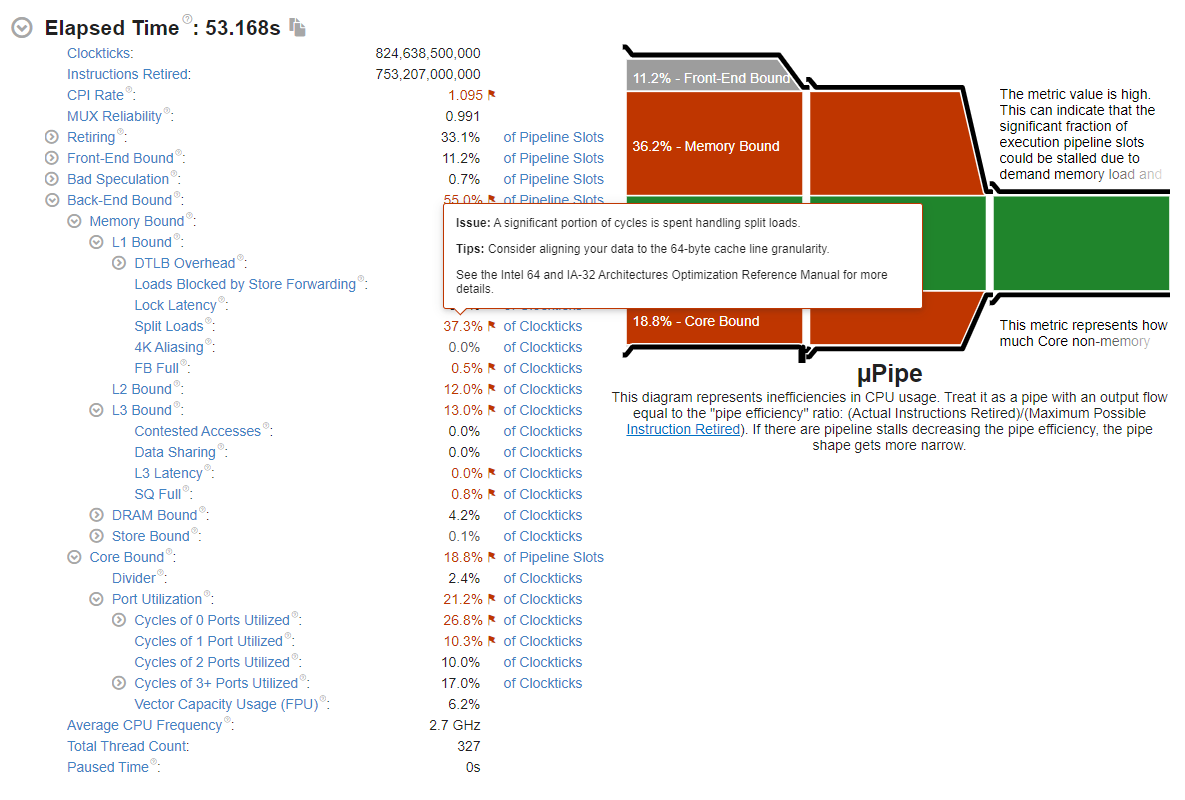 Elapsed Time: 53.168s
Clockticks: 824,638,500,000
Instructions Retired: 753,207,000,000
CPI Rate: 1.095
MUX Reliability: 0.991
Retiring: 33.1% of Pipeline Slots
Front-End Bound: 11.2% of Pipeline Slots
Bad Speculation: 0.7% of Pipeline Slots
Back-End Bound: 55.0% of Pipeline Slots
Memory Bound:
L1 Bound:
DTLB Overhead:
Loads Blocked by Store Forwarding:
Lock Latency: of Clockticks
Split Loads: 37.3% of Clockticks
4K Aliasing: 0.0% of Clockticks
FB Full: 0.5% of Clockticks
L2 Bound: 12.0% of Clockticks
L3 Bound: 13.0% of Clockticks
Contested Accesses: 0.0% of Clockticks
Data Sharing: 0.0% of Clockticks
L3 Latency: 0.0% of Clockticks
SQ Full: 0.8% of Clockticks
DRAM Bound: 4.2% of Clockticks
Store Bound: 0.1% of Clockticks
Core Bound: 18.8% of Pipeline Slots
Divider: 2.4% of Clockticks
Port Utilization: 21.2% of Clockticks
Cycles of 0 Ports Utilized: 26.8% of Clockticks
Cycles of 1 Port Utilized: 10.3% of Clockticks
Cycles of 2 Ports Utilized: 10.0% of Clockticks
Cycles of 3+ Ports Utilized: 17.0% of Clockticks
Vector Capacity Usage (FPU): 6.2%
Average CPU Frequency: 2.7 GHz
Total Thread Count: 327
Paused Time: 0s
Issue: A significant portion of cycles is spent handling split loads.
Tips: Consider aligning your data to the 64-byte cache line granularity.
See the Intel 64 and IA-32 Architectures Optimization Reference Manual for more
details.
11.2% - Front-End Bound
36.2% - Memory Bound
18.8% - Core Bound
The metric value is high.
This can indicate that the
significant fraction of
execution pipeline slots
could be stalled due to
demand memory load and
This metric represents how
much Core non-memory
µPipe
This diagram represents inefficiencies in CPU usage. Treat it as a pipe with an output flow
equal to the "pipe efficiency" ratio: (Actual Instructions Retired)/(Maximum Possible
Instruction Retired). If there are pipeline stalls decreasing the pipe efficiency, the pipe
shape gets more narrow.